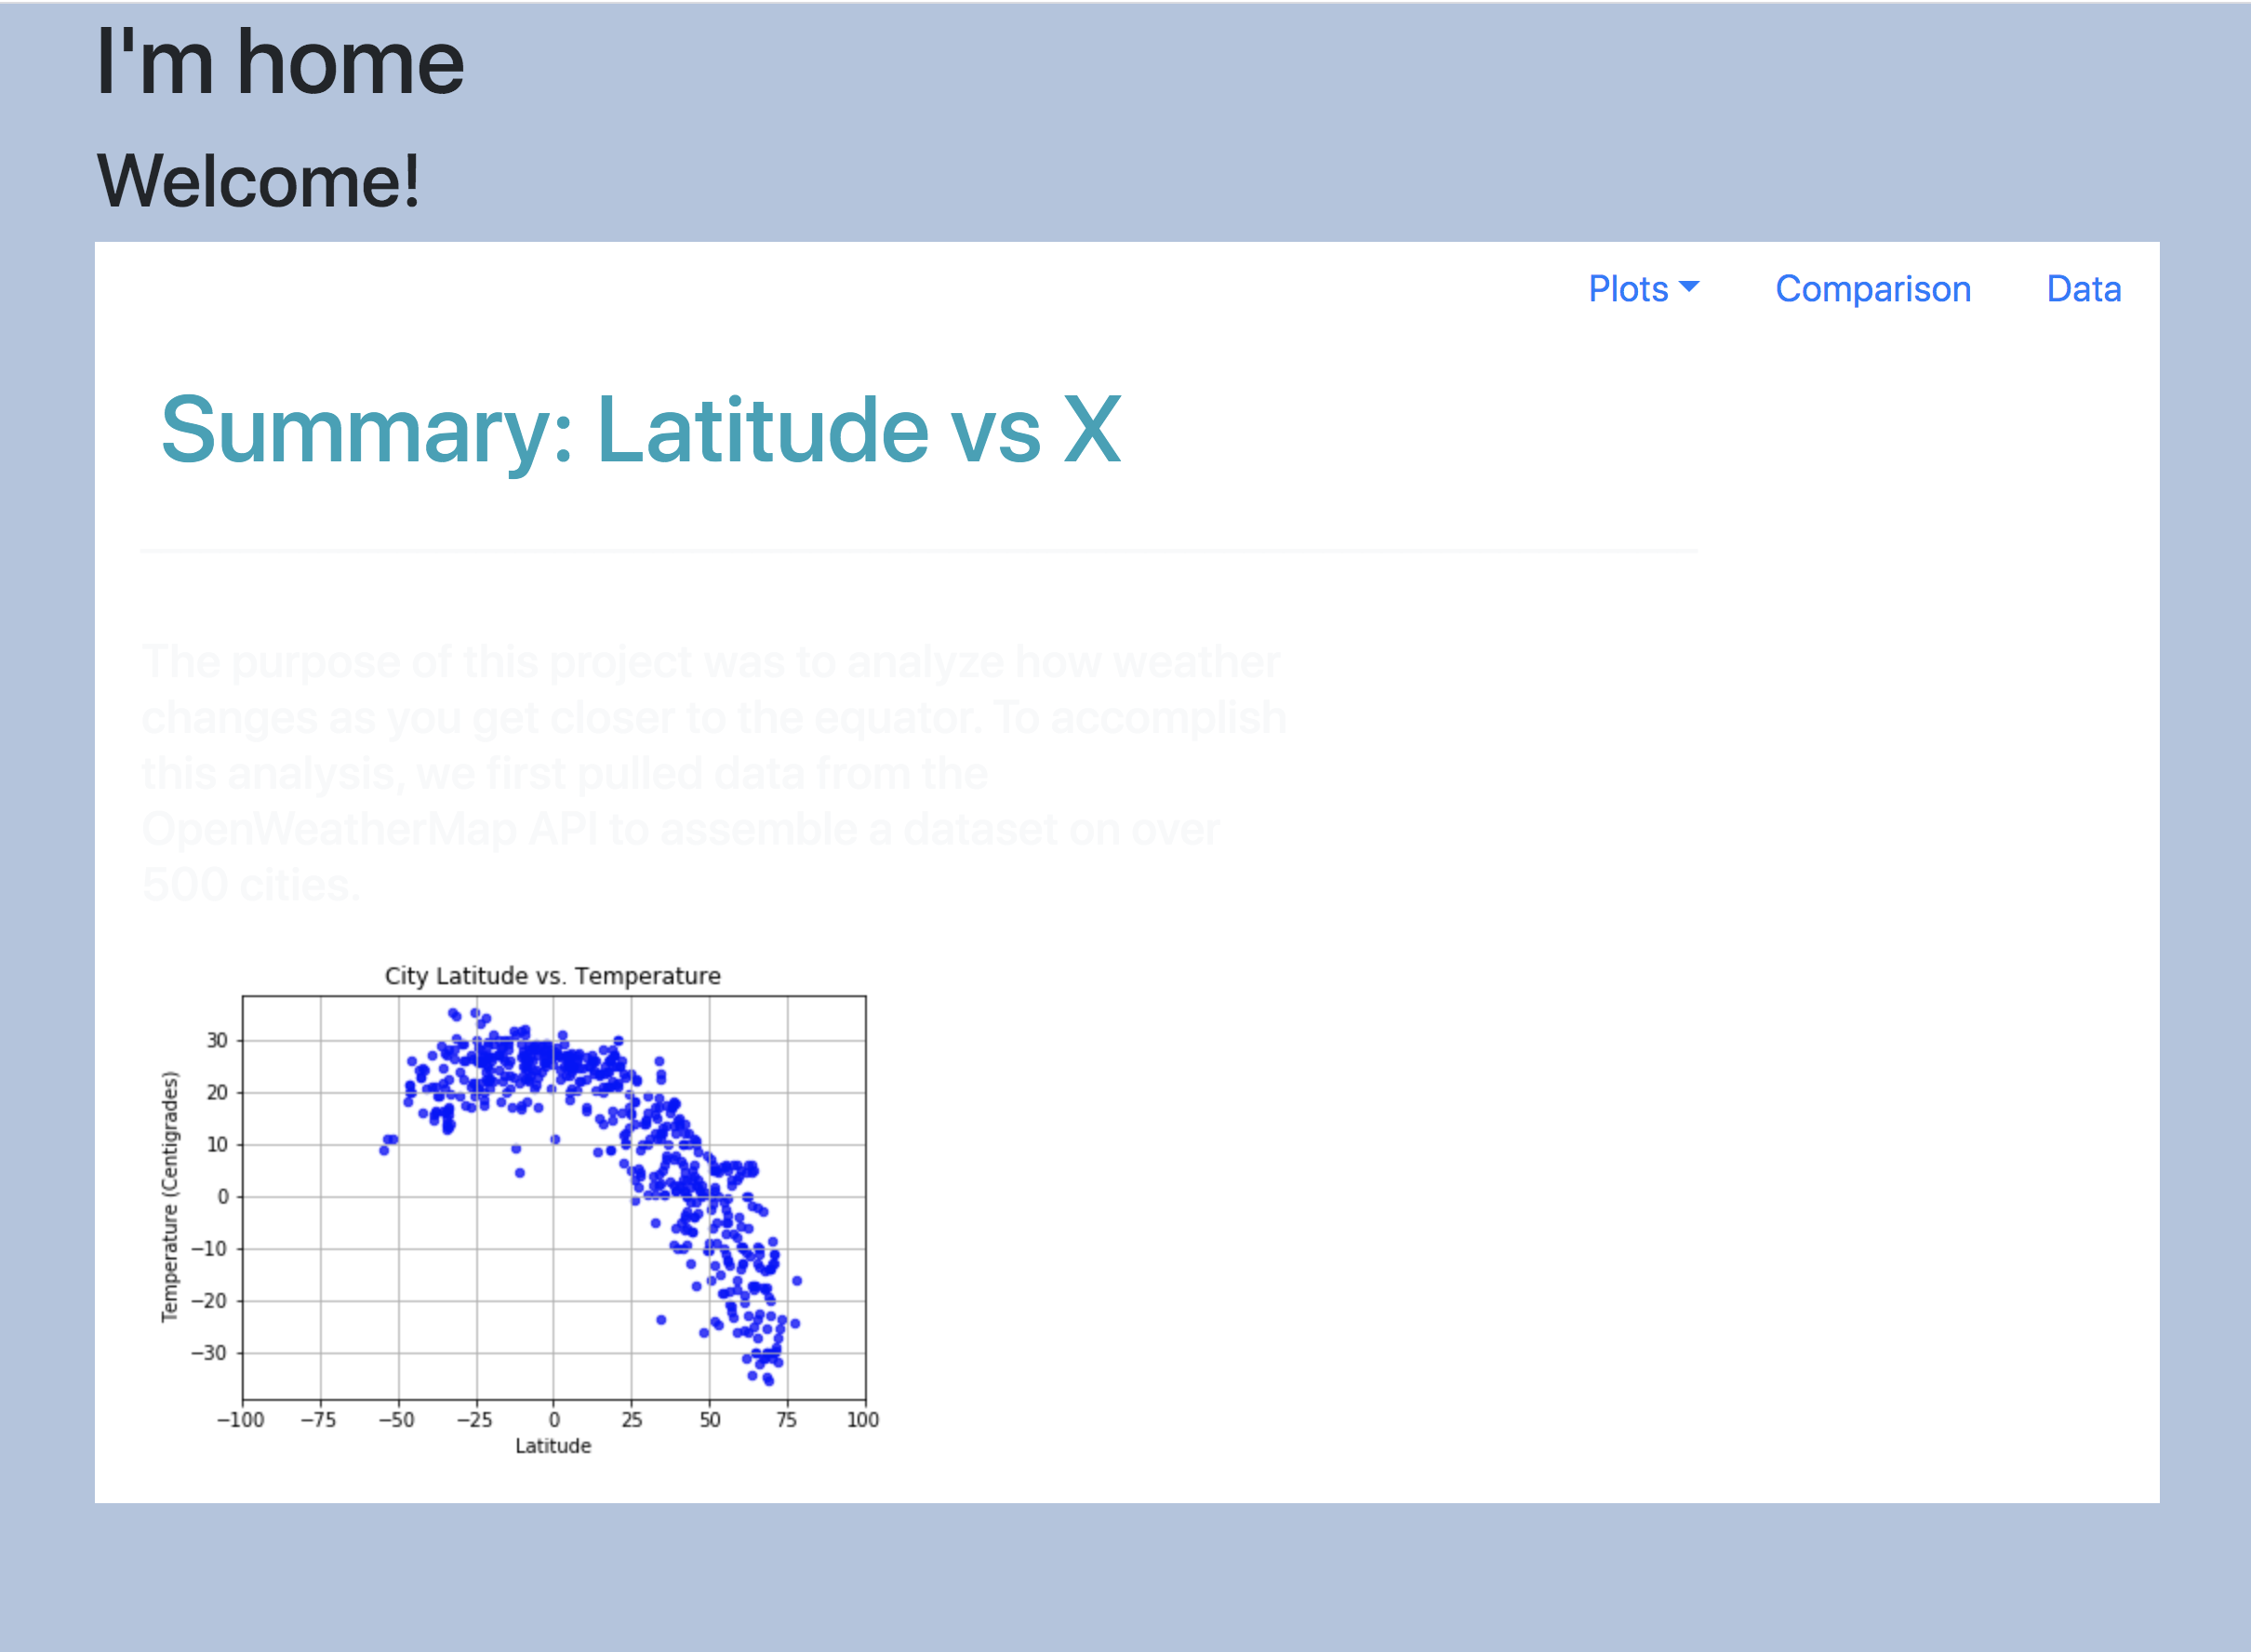 I'm home
Welcome!
Plots Comparison Data
Summary: Latitude vs X
The purpose of this project was to analyze how weather
changes as you get closer to the equator. To accomplish
this analysis, we first pulled data from the
OpenWeatherMap API to assemble a dataset on over
500 cities.
City Latitude vs. Temperature
Temperature (Centigrades)
30
20
10
0
−10
−20
−30
−100 −75 −50 −25 0 25 50 75 100
Latitude